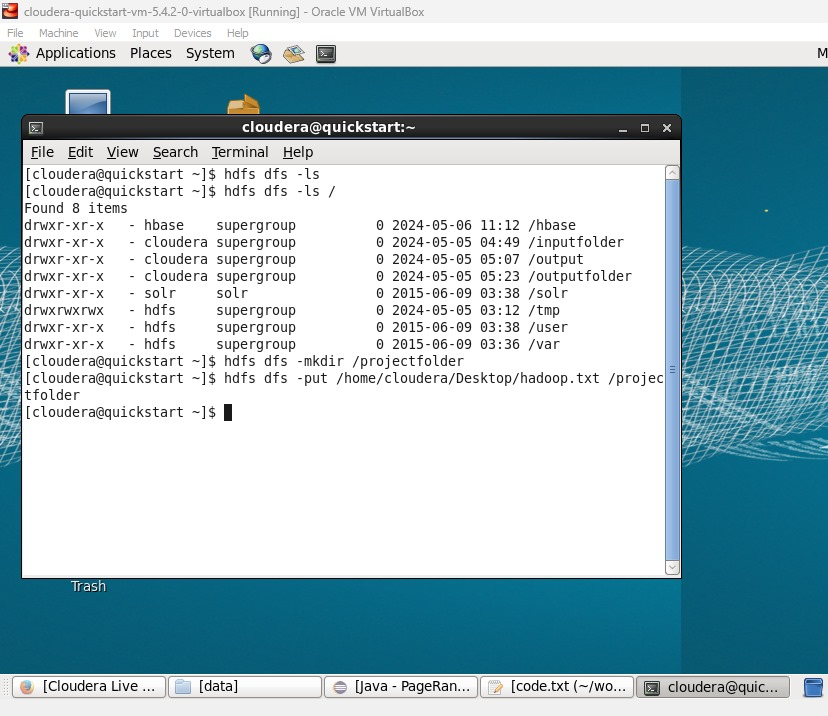 cloudera-quickstart-vm-5.4.2-0-virtualbox [Running] - Oracle VM VirtualBox
File Machine View Input Devices Help
Applications Places System M
cloudera@quickstart:~
File Edit View Search Terminal Help
[cloudera@quickstart ~]$ hdfs dfs -ls
[cloudera@quickstart ~]$ hdfs dfs -ls /
Found 8 items
drwxr-xr-x   - hbase    supergroup          0 2024-05-06 11:12 /hbase
drwxr-xr-x   - cloudera supergroup          0 2024-05-05 04:49 /inputfolder
drwxr-xr-x   - cloudera supergroup          0 2024-05-05 05:07 /output
drwxr-xr-x   - cloudera supergroup          0 2024-05-05 05:23 /outputfolder
drwxr-xr-x   - solr     solr                0 2015-06-09 03:38 /solr
drwxrwxrwx   - hdfs     supergroup          0 2024-05-05 03:12 /tmp
drwxr-xr-x   - hdfs     supergroup          0 2015-06-09 03:38 /user
drwxr-xr-x   - hdfs     supergroup          0 2015-06-09 03:36 /var
[cloudera@quickstart ~]$ hdfs dfs -mkdir /projectfolder
[cloudera@quickstart ~]$ hdfs dfs -put /home/cloudera/Desktop/hadoop.txt /projec
tfolder
[cloudera@quickstart ~]$
Trash
[Cloudera Live ... [data] [Java - PageRan... [code.txt (~/wo... cloudera@quic...